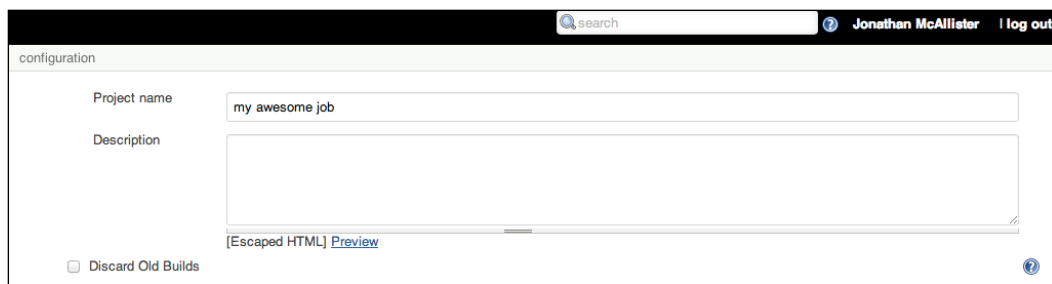 search ? Jonathan McAllister | log out
configuration
Project name my awesome job
Description
[Escaped HTML] Preview
Discard Old Builds ?